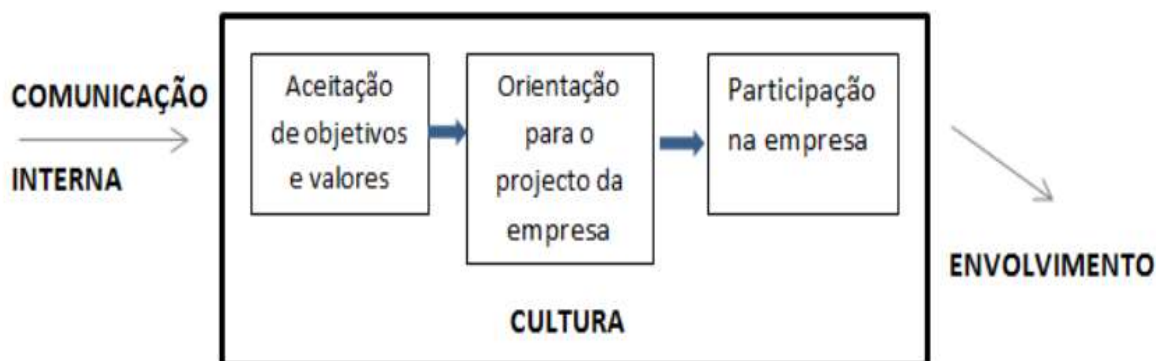 COMUNICAÇÃO
INTERNA
Aceitação
de objetivos
e valores
Orientação
para o
projecto da
empresa
Participação
na empresa
CULTURA
ENVOLVIMENTO